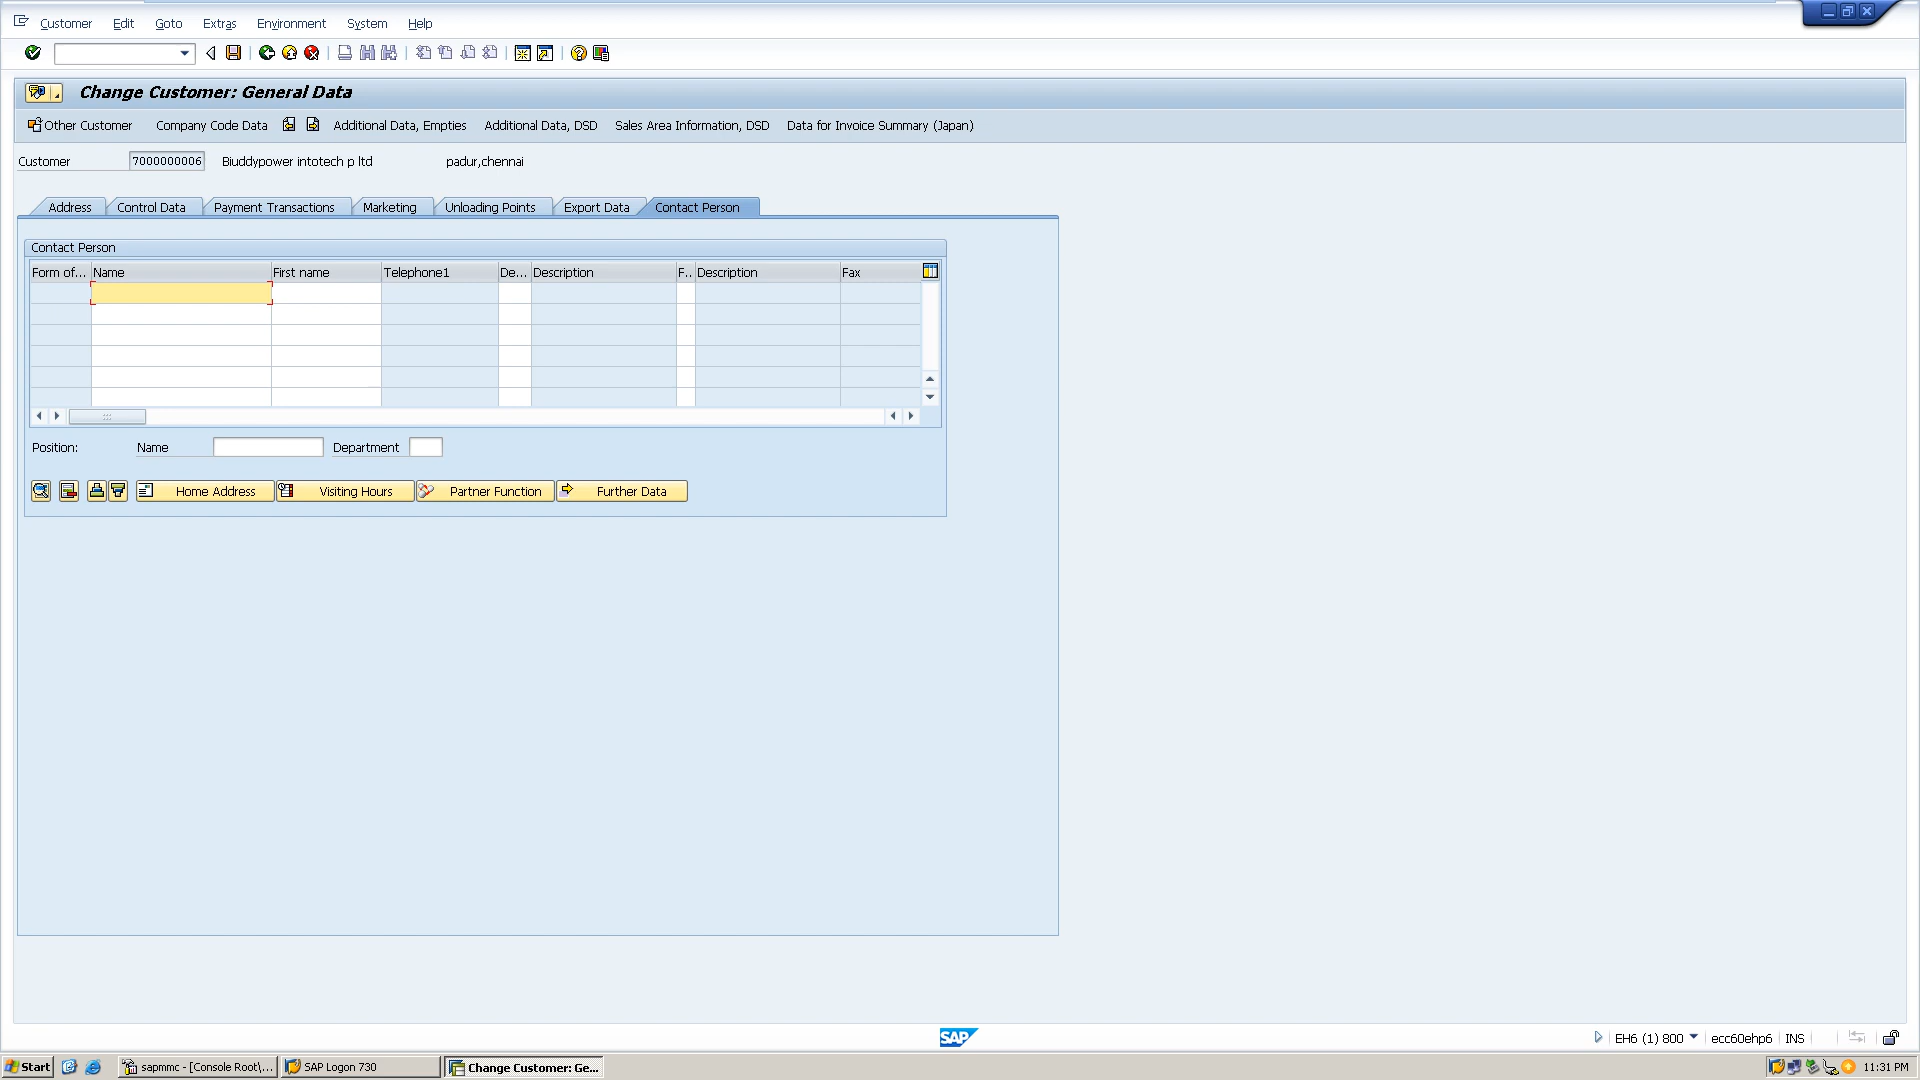 Customer Edit Goto Extras Environment System Help
Change Customer: General Data
Other Customer Company Code Data Additional Data, Empties Additional Data, DSD Sales Area Information, DSD Data for Invoice Summary (Japan)
Customer 7000000006 Biuddypower intotech p ltd padur,chennai
Address Control Data Payment Transactions Marketing Unloading Points Export Data Contact Person
Contact Person
Form of... Name First name Telephone1 De... Description F.. Description Fax
Position: Name Department
Home Address Visiting Hours Partner Function Further Data
SAP
EH6 (1) 800 ecc60ehp6 INS
Start sapmmc - [Console Root\... SAP Logon 730 Change Customer: Ge... 11:31 PM